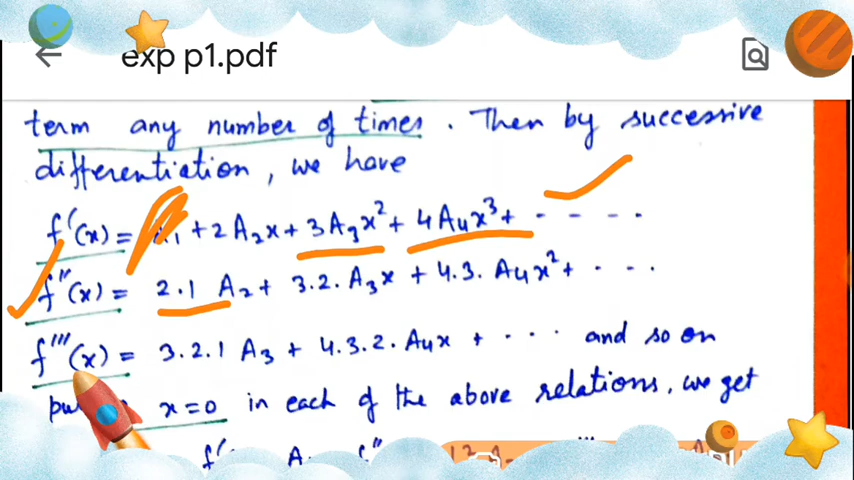 exp p1.pdf
term any number of times. Then by successive
differentiation, we have
f'(x) = + 2A₂x + 3A₃x² + 4A₄x³ + - - - -
f''(x) = 2.1 A₂ + 3.2. A₃x + 4.3. A₄x² + - - -
f'''(x) = 3.2.1 A₃ + 4.3.2. A₄x + - - - and so on
x=0 in each of the above relations, we get